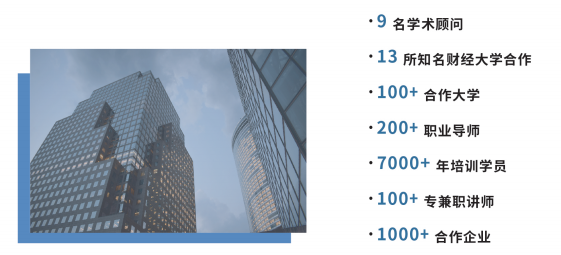 · 9 名学术顾问
· 13 所知名财经大学合作
· 100+ 合作大学
· 200+ 职业导师
· 7000+ 年培训学员
· 100+ 专兼职讲师
· 1000+ 合作企业